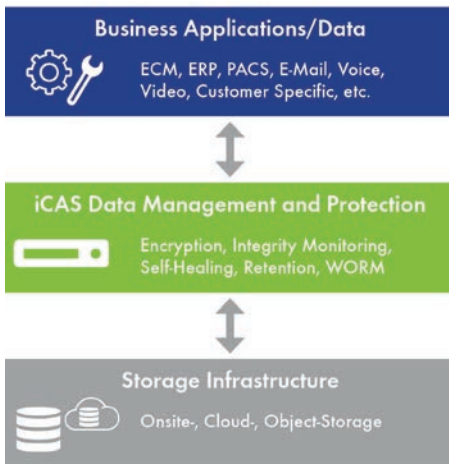 Business Applications/Data
ECM, ERP, PACS, E-Mail, Voice,
Video, Customer Specific, etc.
iCAS Data Management and Protection
Encryption, Integrity Monitoring,
Self-Healing, Retention, WORM
Storage Infrastructure
Onsite-, Cloud-, Object-Storage